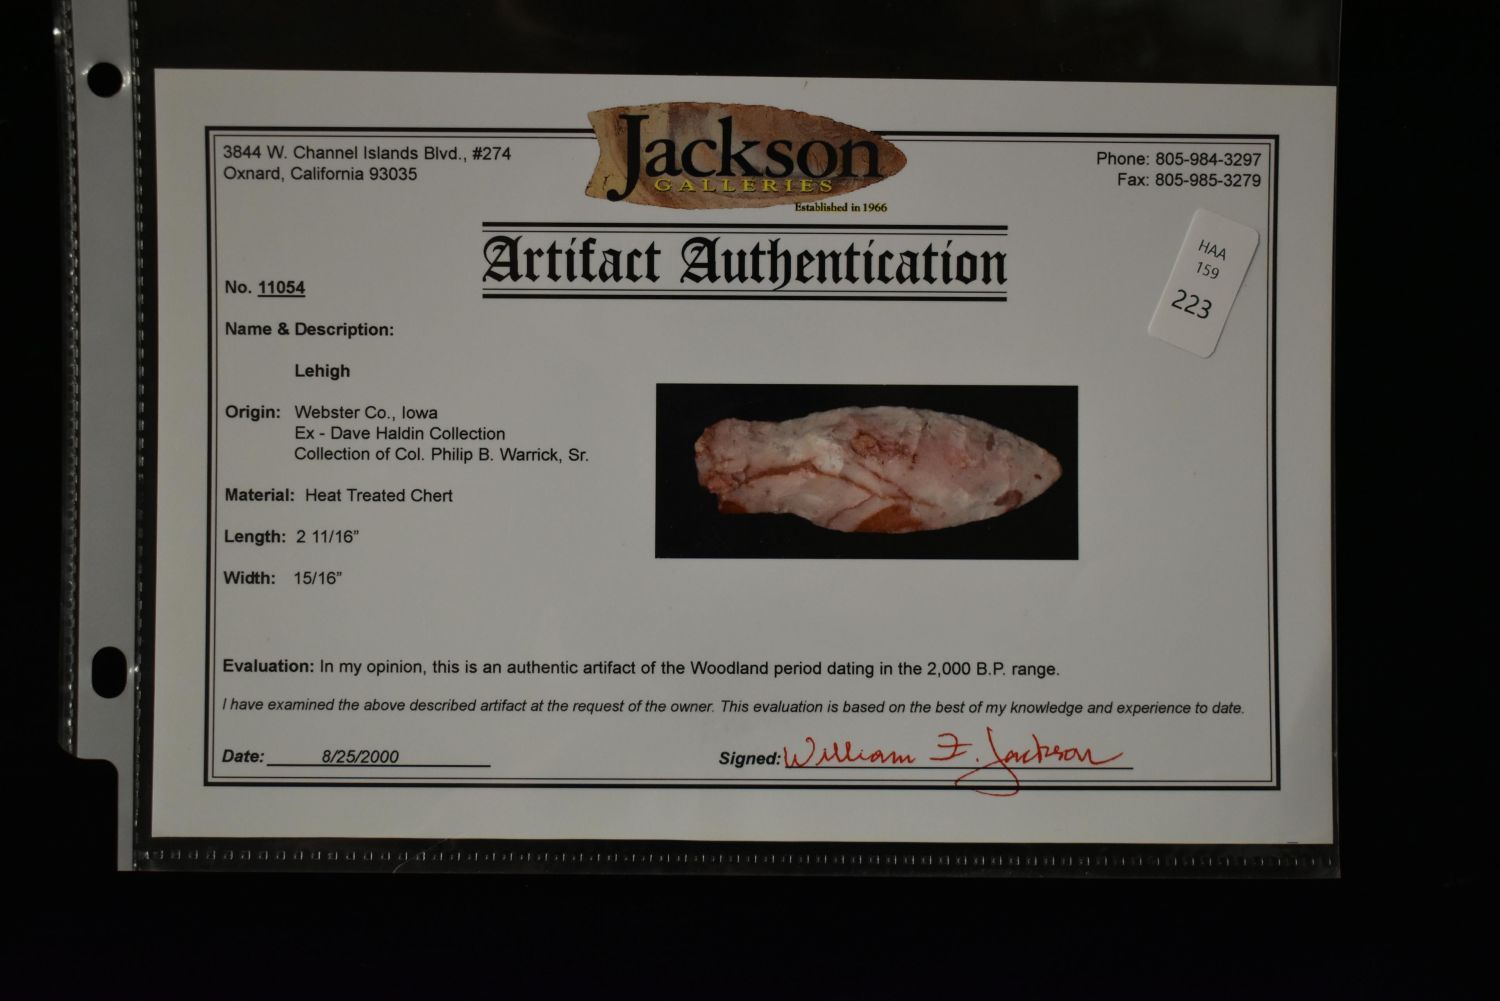 3844 W. Channel Islands Blvd., #274
Oxnard, California 93035
Jackson
GALLERIES
Established in 1966
Phone: 805-984-3297
Fax: 805-985-3279
Artifact Authentication
HAA
159
223
No. 11054
Name & Description:
Lehigh
Origin: Webster Co., Iowa
Ex - Dave Haldin Collection
Collection of Col. Philip B. Warrick, Sr.
Material: Heat Treated Chert
Length: 2 11/16”
Width: 15/16”
Evaluation: In my opinion, this is an authentic artifact of the Woodland period dating in the 2,000 B.P. range.
I have examined the above described artifact at the request of the owner. This evaluation is based on the best of my knowledge and experience to date.
Date: 8/25/2000 Signed: William F. Jackson